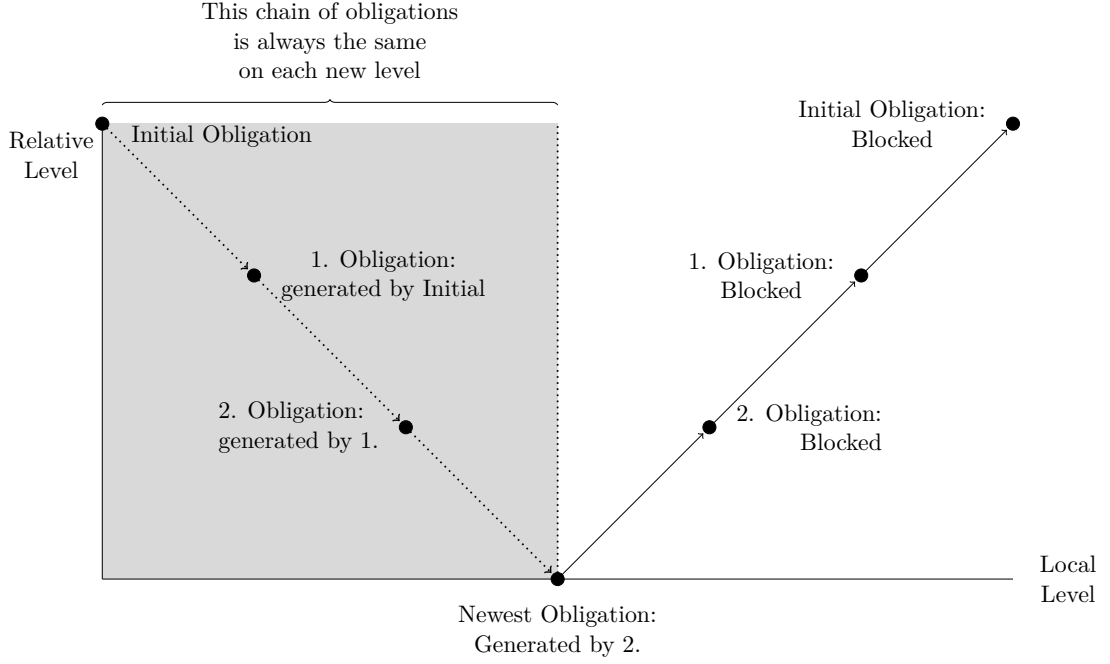 This chain of obligations
is always the same
on each new level
Relative
Level
Initial Obligation
Initial Obligation:
Blocked
1. Obligation:
generated by Initial
1. Obligation:
Blocked
2. Obligation:
generated by 1.
2. Obligation:
Blocked
Local
Level
Newest Obligation:
Generated by 2.